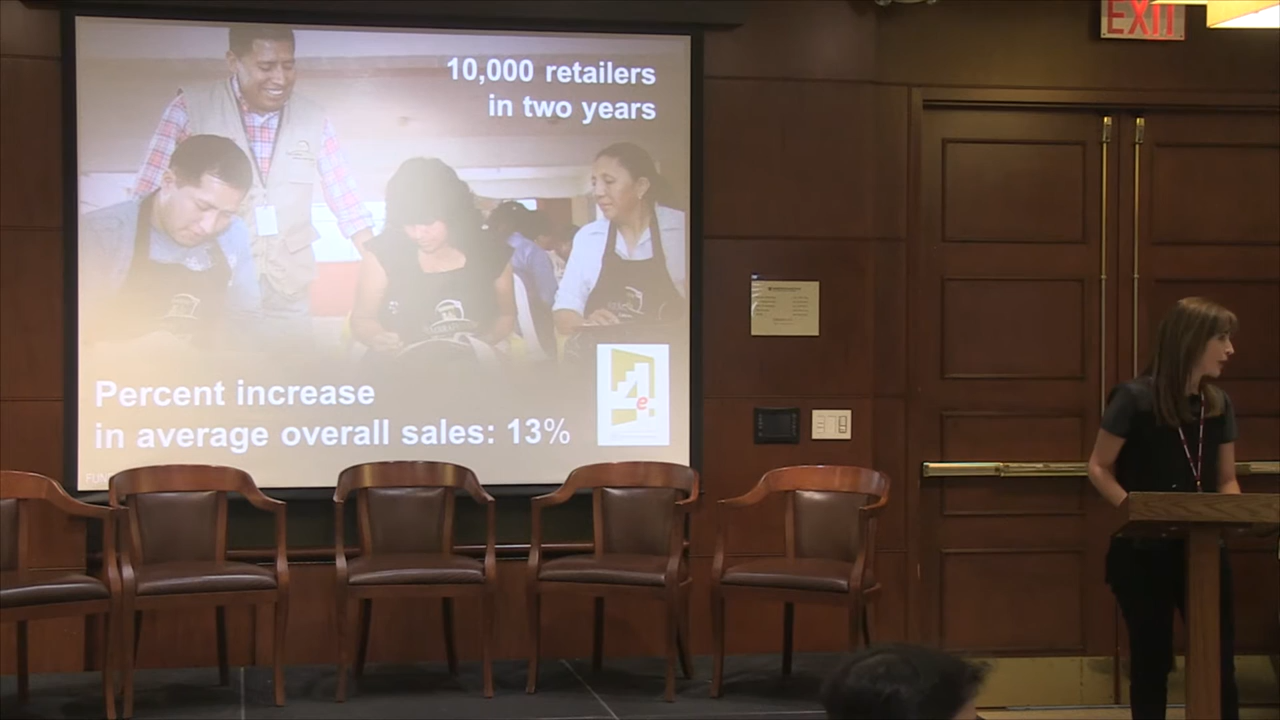 EXIT
10,000 retailers
in two years
Percent increase
in average overall sales: 13%
e